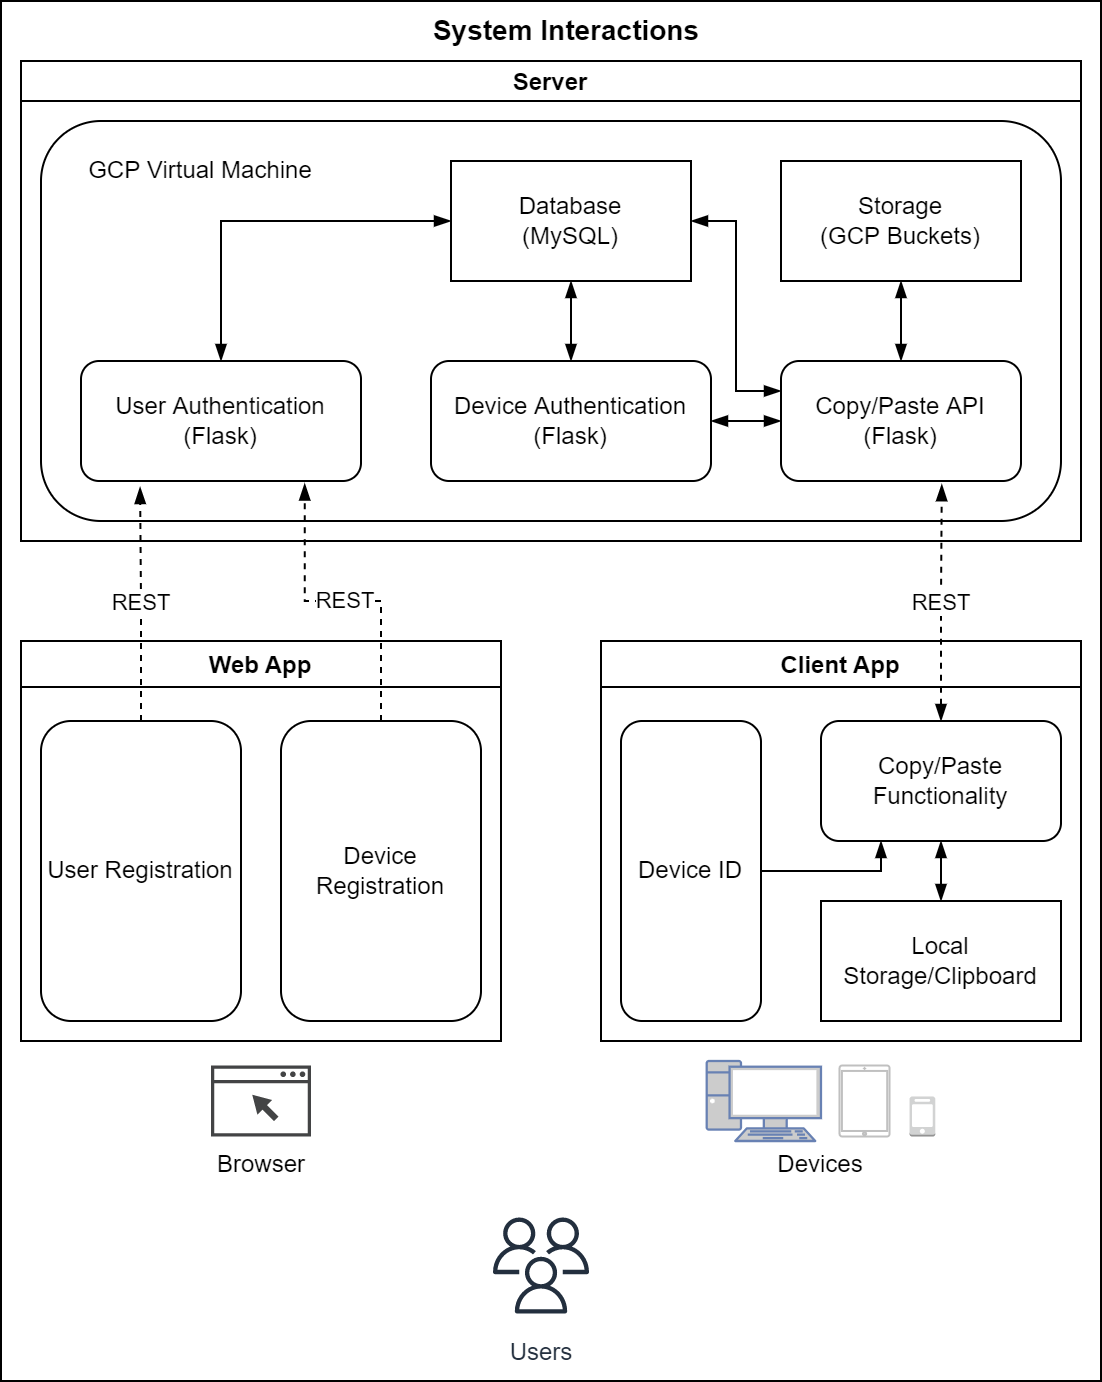 System Interactions
Server
GCP Virtual Machine
Database
(MySQL)
Storage
(GCP Buckets)
User Authentication
(Flask)
Device Authentication
(Flask)
Copy/Paste API
(Flask)
REST
REST
REST
Web App
Client App
User Registration
Device
Registration
Device ID
Copy/Paste
Functionality
Local
Storage/Clipboard
Browser
Devices
Users